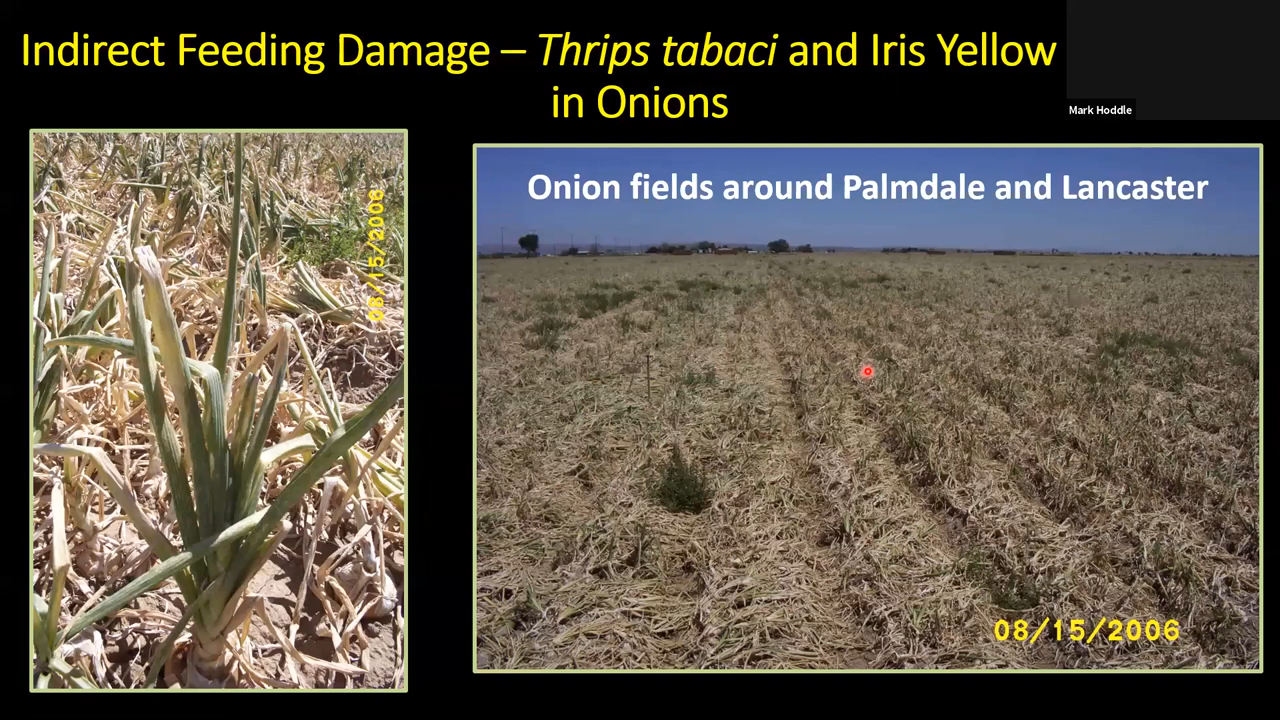 Indirect Feeding Damage – Thrips tabaci and Iris Yellow
in Onions
Mark Hoddle
08/15/2006
Onion fields around Palmdale and Lancaster
08/15/2006